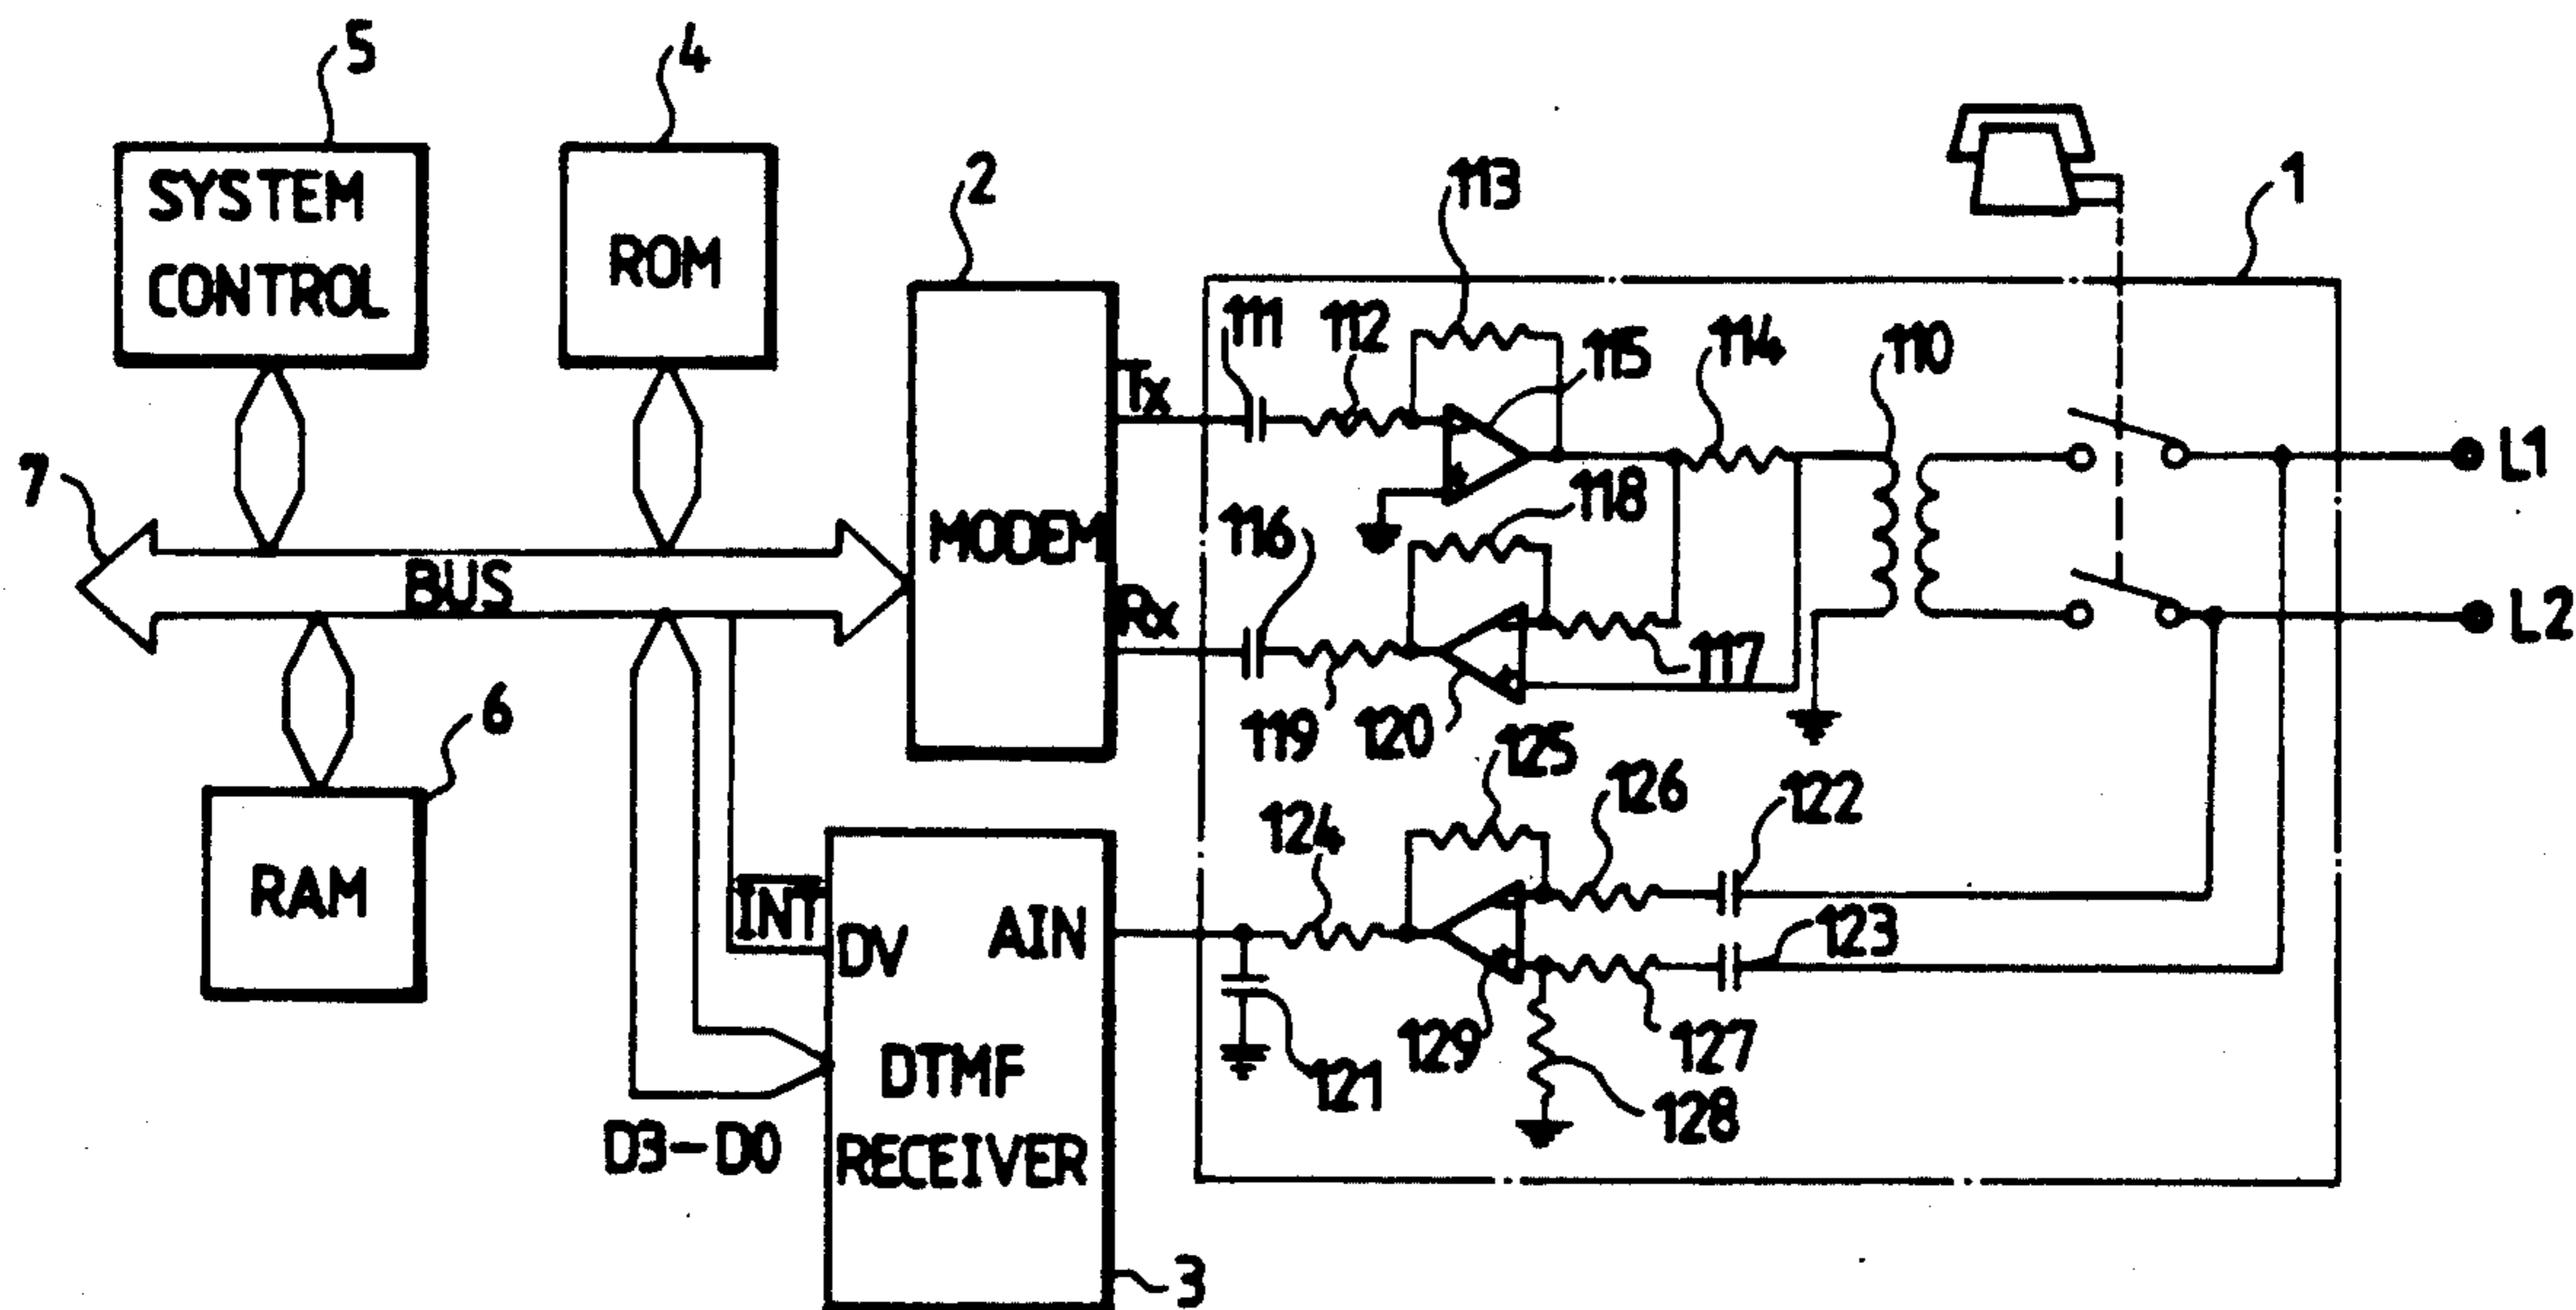 5
4
SYSTEM
CONTROL
ROM
2
113
1
111
112
115
114
110
Tx
L1
7
BUS
MODEM
116
118
Rx
117
L2
119
120
6
125
126
122
124
RAM
INT
DV
AIN
123
129
127
DTMF
121
128
D3-D0
RECEIVER
3